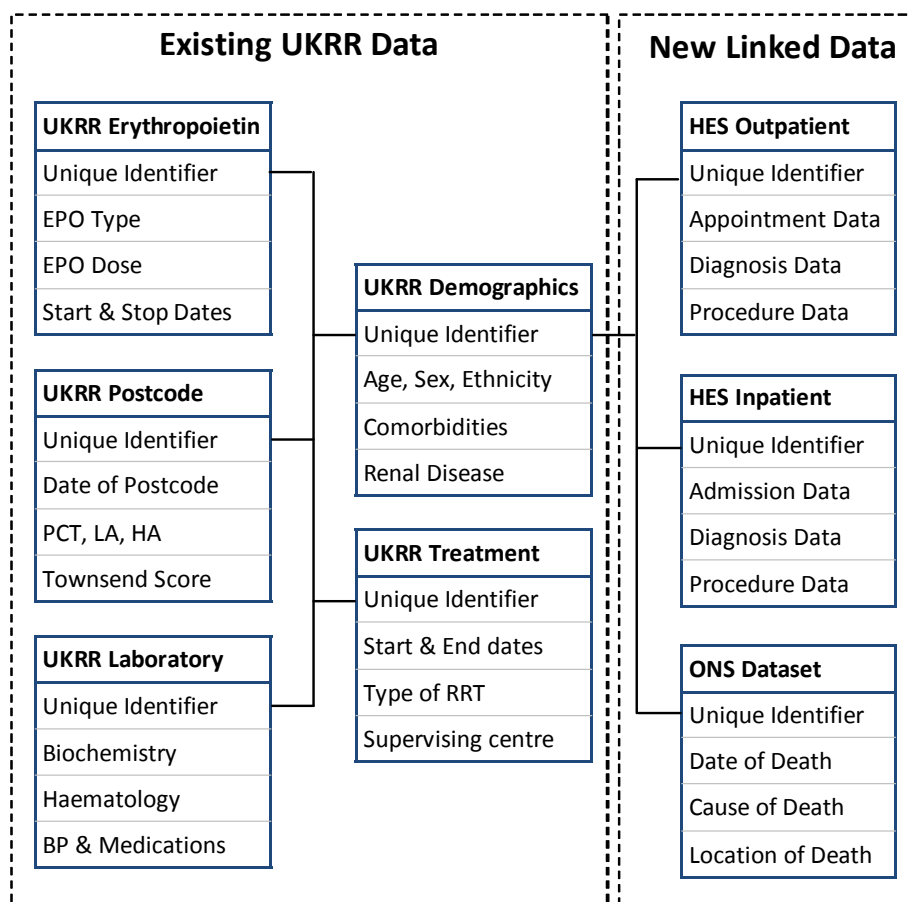 Existing UKRR Data
UKRR Erythropoietin
Unique Identifier
EPO Type
EPO Dose
Start & Stop Dates
UKRR Postcode
Unique Identifier
Date of Postcode
PCT, LA, HA
Townsend Score
UKRR Laboratory
Unique Identifier
Biochemistry
Haematology
BP & Medications
UKRR Demographics
Unique Identifier
Age, Sex, Ethnicity
Comorbidities
Renal Disease
UKRR Treatment
Unique Identifier
Start & End dates
Type of RRT
Supervising centre
New Linked Data
HES Outpatient
Unique Identifier
Appointment Data
Diagnosis Data
Procedure Data
HES Inpatient
Unique Identifier
Admission Data
Diagnosis Data
Procedure Data
ONS Dataset
Unique Identifier
Date of Death
Cause of Death
Location of Death